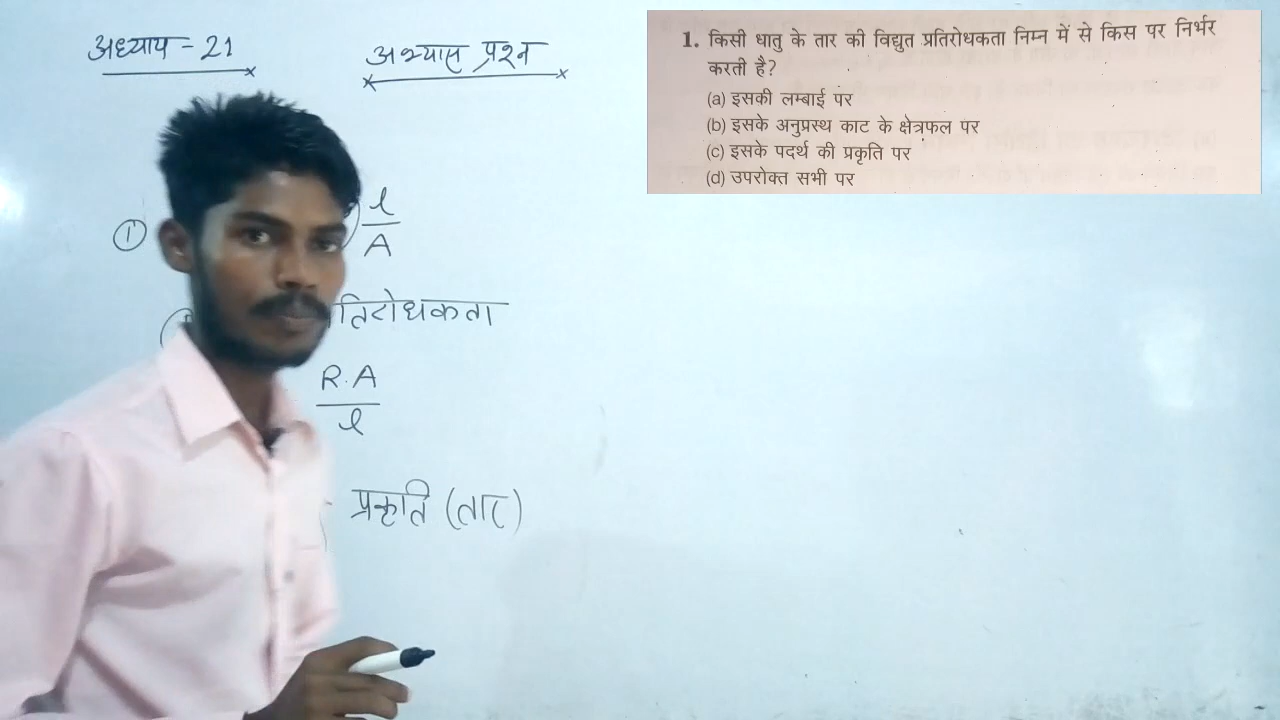 अध्याय - 21
अभ्यास प्रश्न
1. किसी धातु के तार की विद्युत प्रतिरोधकता निम्न में से किस पर निर्भर
करती है?
(a) इसकी लम्बाई पर
(b) इसके अनुप्रस्थ काट के क्षेत्रफल पर
(c) इसके पदर्थ की प्रकृति पर
(d) उपरोक्त सभी पर
① l
A
तिरोधकता
R.A
l
प्रकृति (तार)